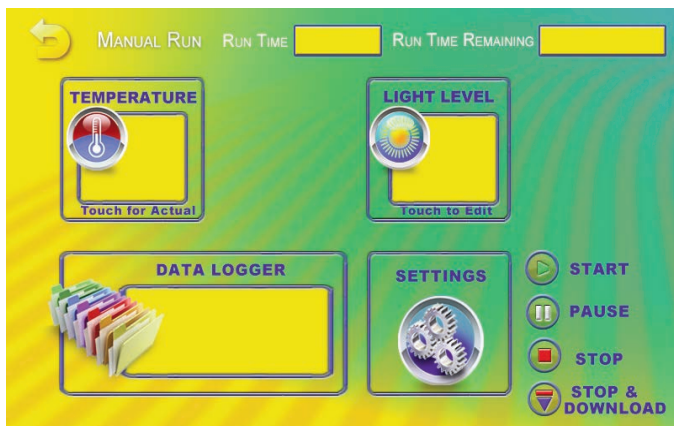 MANUAL RUN RUN TIME RUN TIME REMAINING
TEMPERATURE
Touch for Actual
LIGHT LEVEL
Touch to Edit
DATA LOGGER
SETTINGS
START
PAUSE
STOP
STOP &
DOWNLOAD